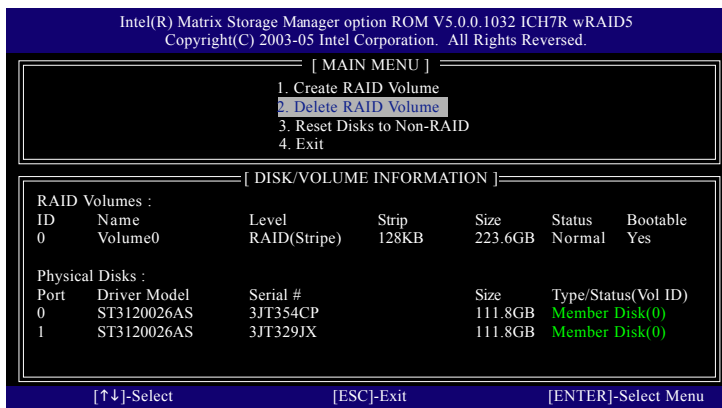 Intel(R) Matrix Storage Manager option ROM V5.0.0.1032 ICH7R wRAID5
Copyright(C) 2003-05 Intel Corporation. All Rights Reversed.
[ MAIN MENU ]
1. Create RAID Volume
2. Delete RAID Volume
3. Reset Disks to Non-RAID
4. Exit
[ DISK/VOLUME INFORMATION ]
RAID Volumes :
ID Name Level Strip Size Status Bootable
0 Volume0 RAID(Stripe) 128KB 223.6GB Normal Yes
Physical Disks :
Port Driver Model Serial # Size Type/Status(Vol ID)
0 ST3120026AS 3JT354CP 111.8GB Member Disk(0)
1 ST3120026AS 3JT329JX 111.8GB Member Disk(0)
[↑↓]-Select [ESC]-Exit [ENTER]-Select Menu